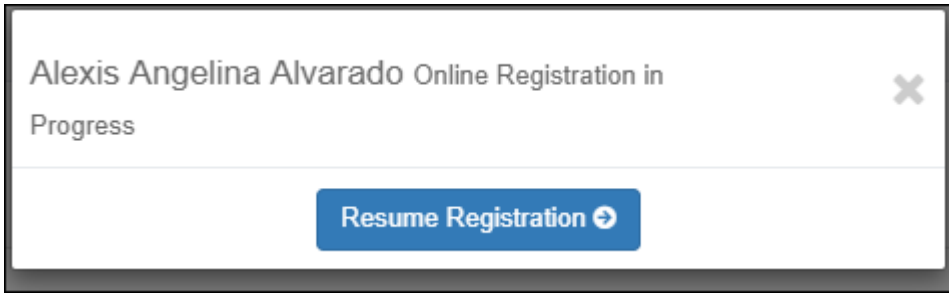 Alexis Angelina Alvarado Online Registration in
Progress
Resume Registration